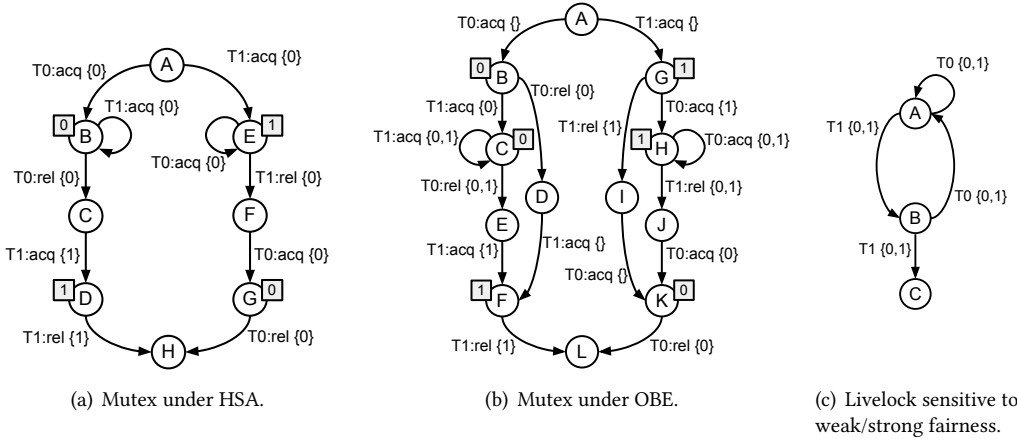 A
T0:acq {0}
T1:acq {0}
T1:acq {0}
0
B
E
1
T0:acq {0}
T0:rel {0}
T1:rel {0}
C
F
T1:acq {1}
T0:acq {0}
1
D
G
0
T1:rel {1}
T0:rel {0}
H
(a) Mutex under HSA.
A
T0:acq {}
T1:acq {}
0
B
G
1
T0:rel {0}
T1:acq {0}
T0:acq {1}
T1:rel {1}
T1:acq {0,1}
C
0
1
H
T0:acq {0,1}
T0:rel {0,1}
T1:rel {0,1}
D
I
E
J
T1:acq {1}
T1:acq {}
T0:acq {0}
T0:acq {}
1
F
K
0
T1:rel {1}
T0:rel {0}
L
(b) Mutex under OBE.
T0 {0,1}
A
T1 {0,1}
T0 {0,1}
B
T1 {0,1}
C
(c) Livelock sensitive to
weak/strong fairness.